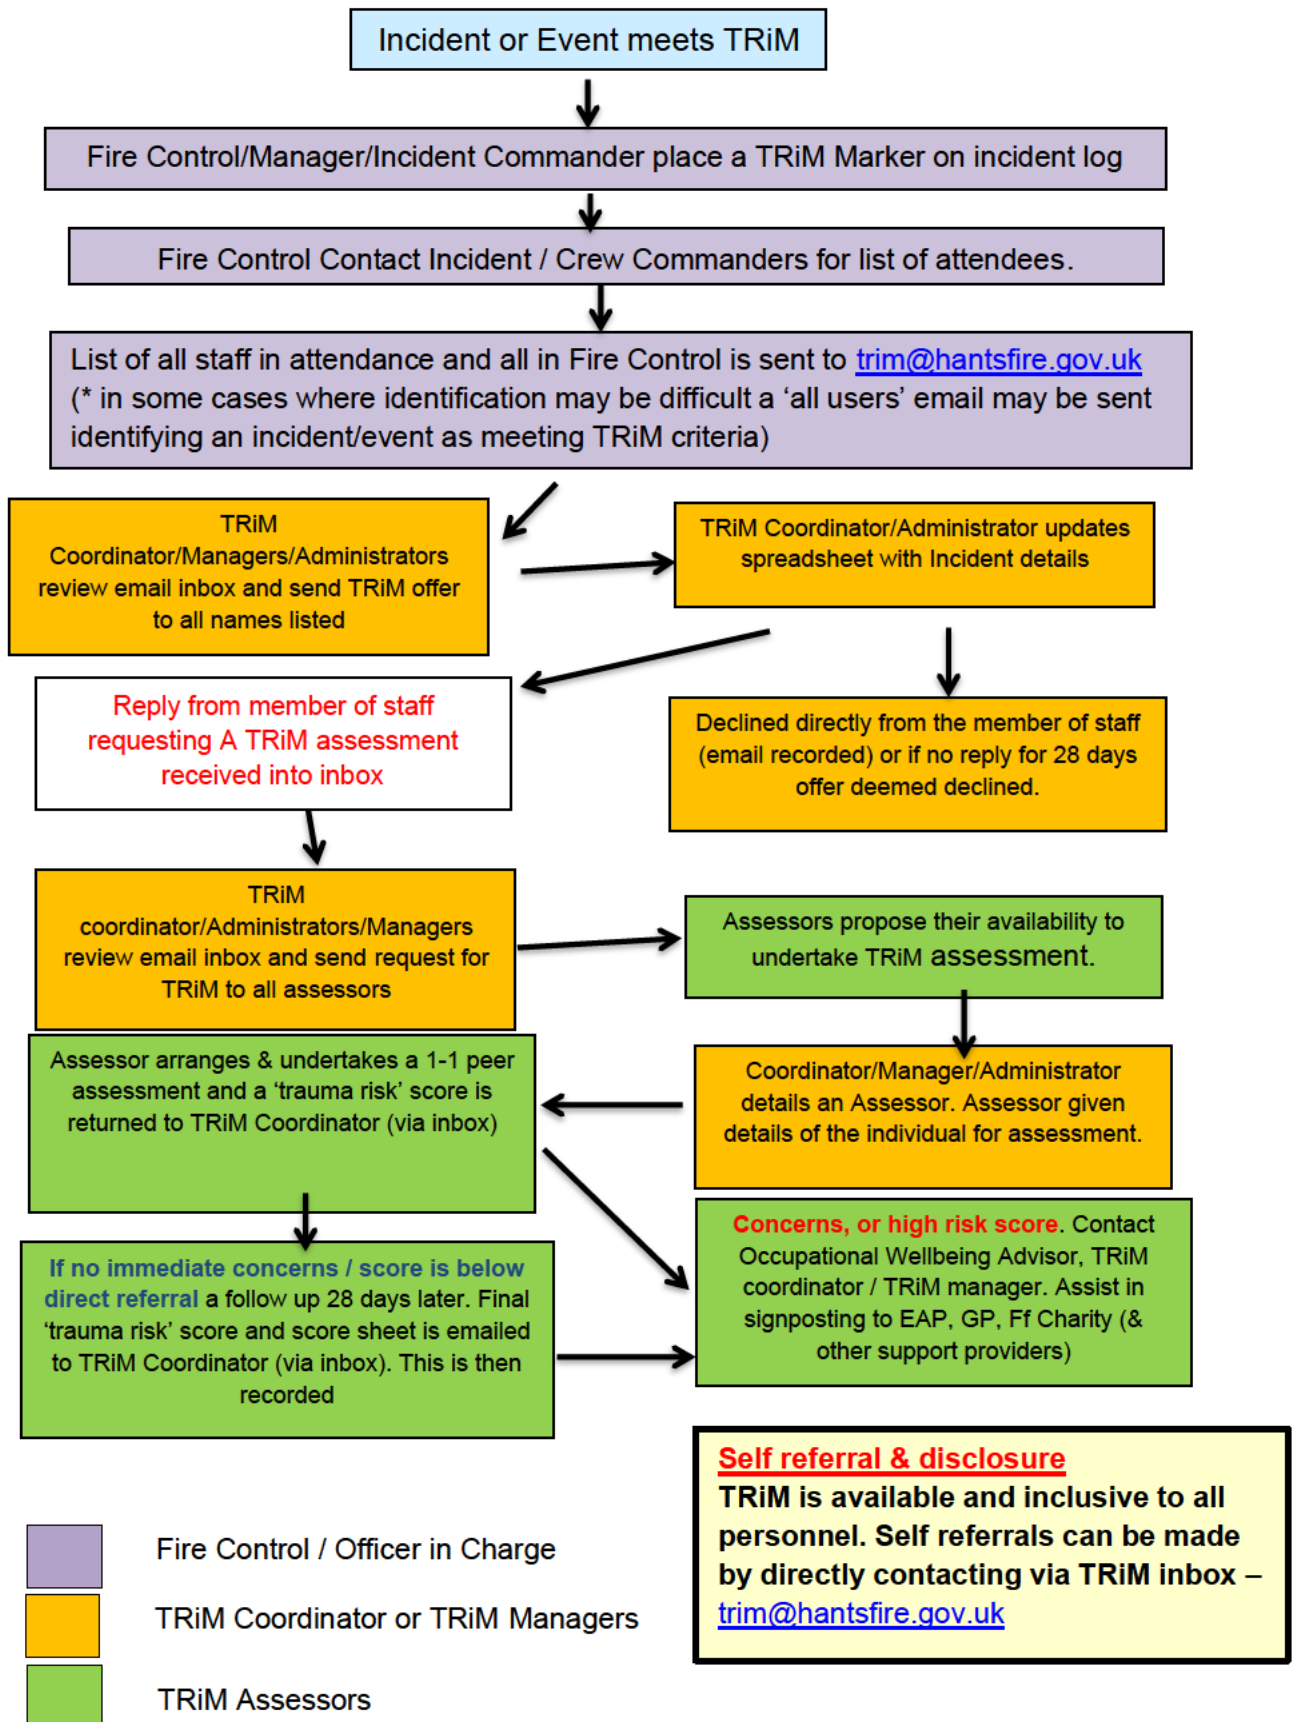 Incident or Event meets TRiM
Fire Control/Manager/Incident Commander place a TRiM Marker on incident log
Fire Control Contact Incident / Crew Commanders for list of attendees.
List of all staff in attendance and all in Fire Control is sent to trim@hantsfire.gov.uk
(* in some cases where identification may be difficult a ‘all users’ email may be sent
identifying an incident/event as meeting TRiM criteria)
TRiM
Coordinator/Managers/Administrators
review email inbox and send TRiM offer
to all names listed
TRiM Coordinator/Administrator updates
spreadsheet with Incident details
Reply from member of staff
requesting A TRiM assessment
received into inbox
Declined directly from the member of staff
(email recorded) or if no reply for 28 days
offer deemed declined.
TRiM
coordinator/Administrators/Managers
review email inbox and send request for
TRiM to all assessors
Assessors propose their availability to
undertake TRiM assessment.
Assessor arranges & undertakes a 1-1 peer
assessment and a ‘trauma risk’ score is
returned to TRiM Coordinator (via inbox)
Coordinator/Manager/Administrator
details an Assessor. Assessor given
details of the individual for assessment.
If no immediate concerns / score is below
direct referral a follow up 28 days later. Final
‘trauma risk’ score and score sheet is emailed
to TRiM Coordinator (via inbox). This is then
recorded
Concerns, or high risk score. Contact
Occupational Wellbeing Advisor, TRiM
coordinator / TRiM manager. Assist in
signposting to EAP, GP, Ff Charity (&
other support providers)
Self referral & disclosure
TRiM is available and inclusive to all
personnel. Self referrals can be made
by directly contacting via TRiM inbox –
trim@hantsfire.gov.uk
Fire Control / Officer in Charge
TRiM Coordinator or TRiM Managers
TRiM Assessors